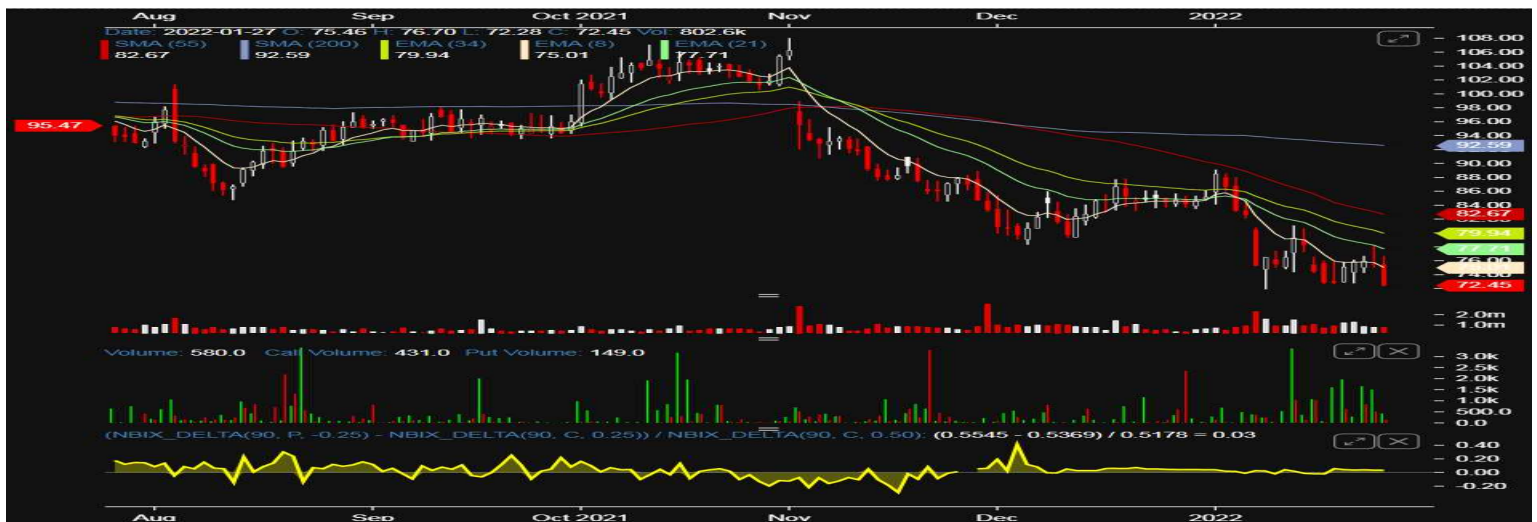 Aug Sep Oct 2021 Nov Dec 2022
Date: 2022-01-27 O: 75.46 H: 76.70 L: 72.28 C: 72.45 Vol: 802.6k
SMA (55) SMA (200) EMA (34) EMA (8) EMA (21)
82.67 92.59 79.94 75.01 77.71
108.00
106.00
104.00
102.00
100.00
98.00
96.00
95.47
94.00
92.59
90.00
88.00
86.00
84.00
82.67
79.94
77.71
76.00
74.00
72.45
2.0m
1.0m
Volume: 580.0 Call Volume: 431.0 Put Volume: 149.0
3.0k
2.5k
2.0k
1.5k
1.0k
500.0
0.0
(NBIX_DELTA(90, P, -0.25) - NBIX_DELTA(90, C, 0.25)) / NBIX_DELTA(90, C, 0.50): (0.5545 - 0.5369) / 0.5178 = 0.03
0.40
0.20
0.00
-0.20
Aug Sep Oct 2021 Nov Dec 2022